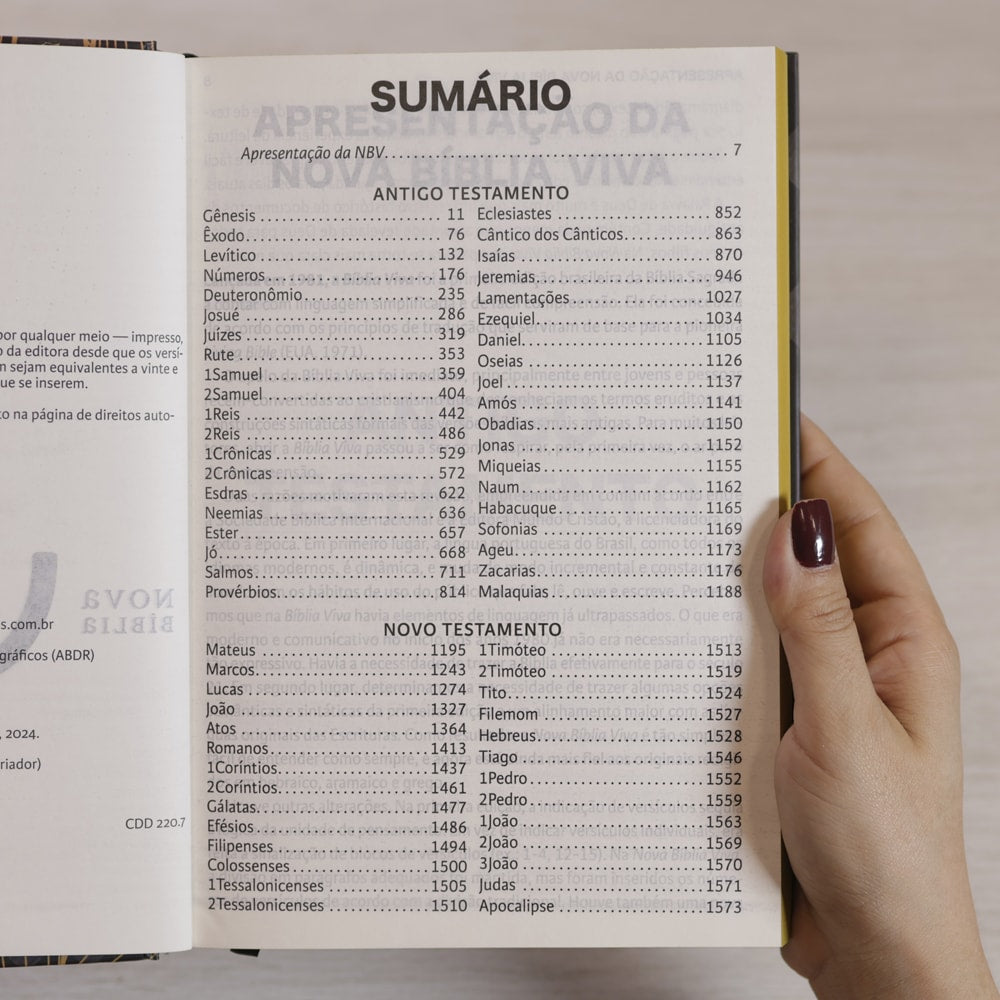 por qualquer meio — impresso,
o da editora desde que os versí-
n sejam equivalentes a vinte e
ue se inserem.
to na página de direitos auto-
NOVA
BÍBLIA
s.com.br
gráficos (ABDR)
, 2024.
riador)
CDD 220.7
SUMÁRIO
Apresentação da NBV 7
ANTIGO TESTAMENTO
Gênesis 11
Êxodo 76
Levítico 132
Números 176
Deuteronômio 235
Josué 286
Juízes 319
Rute 353
1Samuel 359
2Samuel 404
1Reis 442
2Reis 486
1Crônicas 529
2Crônicas 572
Esdras 622
Neemias 636
Ester 657
Jó 668
Salmos 711
Provérbios 814
Eclesiastes 852
Cântico dos Cânticos 863
Isaías 870
Jeremias 946
Lamentações 1027
Ezequiel 1034
Daniel 1105
Oseias 1126
Joel 1137
Amós 1141
Obadias 1150
Jonas 1152
Miqueias 1155
Naum 1162
Habacuque 1165
Sofonias 1169
Ageu 1173
Zacarias 1176
Malaquias 1188
NOVO TESTAMENTO
Mateus 1195
Marcos 1243
Lucas 1274
João 1327
Atos 1364
Romanos 1413
1Coríntios 1437
2Coríntios 1461
Gálatas 1477
Efésios 1486
Filipenses 1494
Colossenses 1500
1Tessalonicenses 1505
2Tessalonicenses 1510
1Timóteo 1513
2Timóteo 1519
Tito 1524
Filemom 1527
Hebreus 1528
Tiago 1546
1Pedro 1552
2Pedro 1559
1João 1563
2João 1569
3João 1570
Judas 1571
Apocalipse 1573